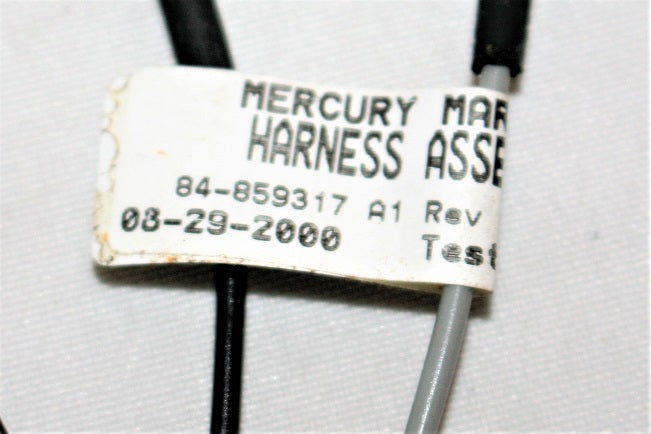 MERCURY MAR
HARNESS ASSE
84-859317 A1 Rev
08-29-2000 Test